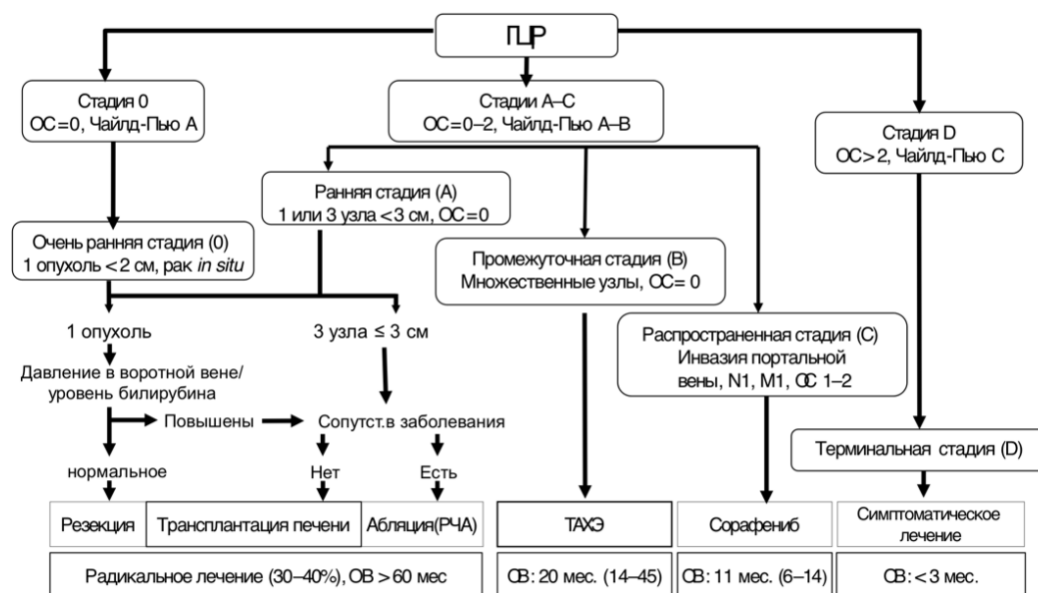 ГЦР
Стадия 0
ОС=0, Чайлд-Пью А
Стадии А–С
ОС=0–2, Чайлд-Пью А–В
Стадия D
ОС>2, Чайлд-Пью С
Ранняя стадия (А)
1 или 3 узла <3 см, ОС=0
Очень ранняя стадия (0)
1 опухоль <2 см, рак in situ
Промежуточная стадия (В)
Множественные узлы, ОС= 0
Распространенная стадия (С)
Инвазия портальной
вены, N1, M1, ОС 1–2
1 опухоль
3 узла ≤ 3 см
Давление в воротной вене/
уровень билирубина
Повышены
Сопутст.в заболевания
Терминальная стадия (D)
нормальное
Нет
Есть
Резекция
Трансплантация печени
Абляция(РЧА)
ТАХЭ
Сорафениб
Симптоматическое
лечение
Радикальное лечение (30–40%), ОВ >60 мес
ОВ: 20 мес. (14–45)
ОВ: 11 мес. (6–14)
ОВ: <3 мес.